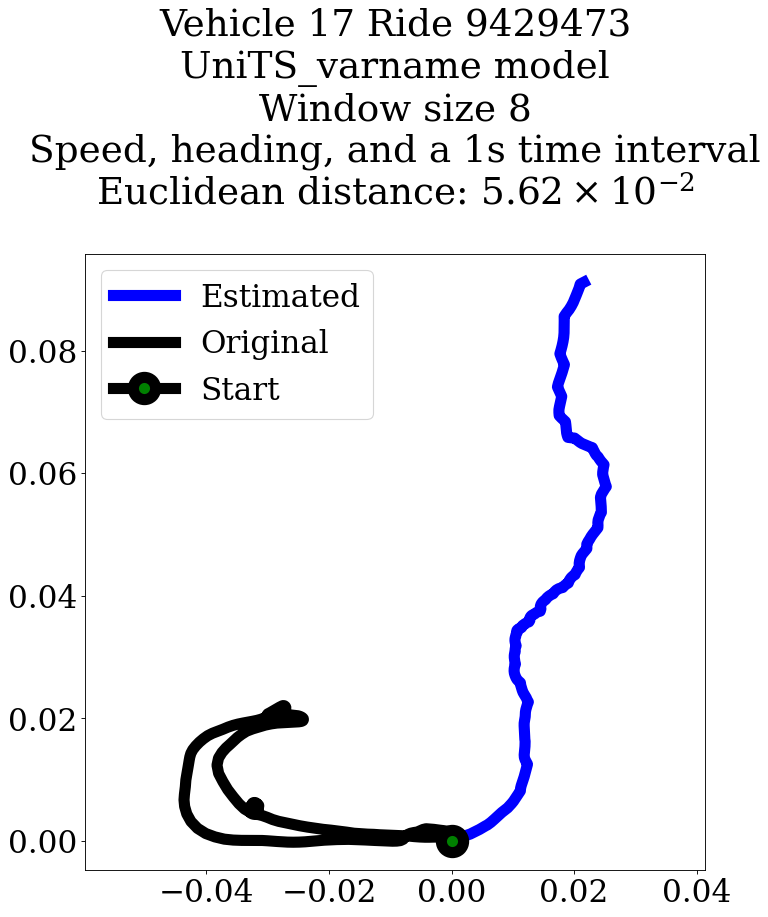 Vehicle 17 Ride 9429473
UniTS_varname model
Window size 8
Speed, heading, and a 1s time interval
Euclidean distance: 5.62 × 10⁻²
Estimated
Original
Start
0.08
0.06
0.04
0.02
0.00
−0.04 −0.02 0.00 0.02 0.04